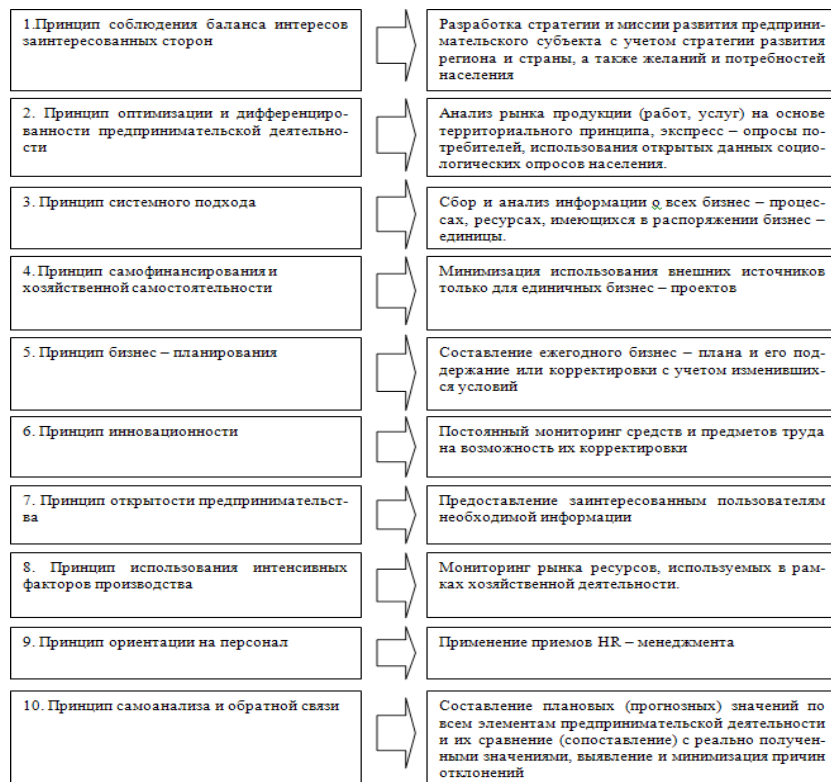 1.Принцип соблюдения баланса интересов
заинтересованных сторон
Разработка стратегии и миссии развития предприни-
мательского субъекта с учетом стратегии развития
региона и страны, а также желаний и потребностей
населения
2. Принцип оптимизации и дифференциро-
ванности предпринимательской деятельно-
сти
Анализ рынка продукции (работ, услуг) на основе
территориального принципа, экспресс – опросы по-
требителей, использования открытых данных социо-
логических опросов населения.
3. Принцип системного подхода
Сбор и анализ информации о всех бизнес – процес-
сах, ресурсах, имеющихся в распоряжении бизнес –
единицы.
4. Принцип самофинансирования и
хозяйственной самостоятельности
Минимизация использования внешних источников
только для единичных бизнес – проектов
5. Принцип бизнес – планирования
Составление ежегодного бизнес – плана и его под-
держание или корректировки с учетом изменивших-
ся условий
6. Принцип инновационности
Постоянный мониторинг средств и предметов труда
на возможность их корректировки
7. Принцип открытости предпринимательст-
ва
Предоставление заинтересованным пользователям
необходимой информации
8. Принцип использования интенсивных
факторов производства
Мониторинг рынка ресурсов, используемых в рам-
ках хозяйственной деятельности.
9. Принцип ориентации на персонал
Применение приемов HR – менеджмента
10. Принцип самоанализа и обратной связи
Составление плановых (прогнозных) значений по
всем элементам предпринимательской деятельности
и их сравнение (сопоставление) с реально получен-
ными значениями, выявление и минимизация причин
отклонений